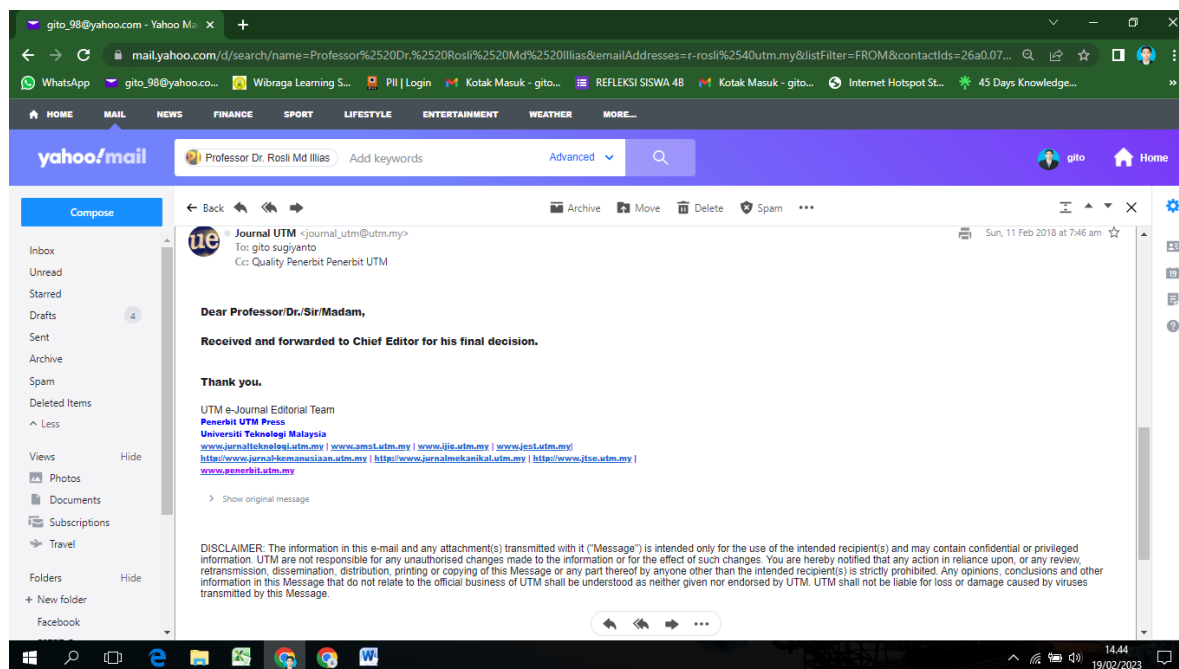 gito_98@yahoo.com - Yahoo Ma
mail.yahoo.com/d/search/name=Professor%2520Dr.%2520Rosli%2520Md%2520Illias&emailAddresses=r-rosli%2540utm.my&listFilter=FROM&contactIds=26a0.07...
WhatsApp gito_98@yahoo.co... Wibraga Learning S... PII | Login Kotak Masuk - gito... REFLEKSI SISWA 4B Kotak Masuk - gito... Internet Hotspot St... 45 Days Knowledge... »
HOME MAIL NEWS FINANCE SPORT LIFESTYLE ENTERTAINMENT WEATHER MORE...
yahoo!mail Professor Dr. Rosli Md Illias Add keywords Advanced gito Home
Compose Back Archive Move Delete Spam •••
Journal UTM <journal_utm@utm.my> Sun, 11 Feb 2018 at 7:46 am
To: gito sugiyanto
Cc: Quality Penerbit Penerbit UTM
Inbox
Unread
Starred
Drafts 4
Sent
Archive
Spam
Deleted Items
Less
Views Hide
Photos
Documents
Subscriptions
Travel
Folders Hide
+ New folder
Facebook
19
Dear Professor/Dr./Sir/Madam,
Received and forwarded to Chief Editor for his final decision.
Thank you.
UTM e-Journal Editorial Team
Penerbit UTM Press
Universiti Teknologi Malaysia
www.jurnalteknologi.utm.my | www.amst.utm.my | www.ijic.utm.my | www.jest.utm.my|
http://www.jurnal-kemanusiaan.utm.my | http://www.jurnalmekanikal.utm.my | http://www.jtse.utm.my |
www.penerbit.utm.my
Show original message
DISCLAIMER: The information in this e-mail and any attachment(s) transmitted with it ("Message") is intended only for the use of the intended recipient(s) and may contain confidential or privileged
information. UTM are not responsible for any unauthorised changes made to the information or for the effect of such changes. You are hereby notified that any action in reliance upon, or any review,
retransmission, dissemination, distribution, printing or copying of this Message or any part thereof by anyone other than the intended recipient(s) is strictly prohibited. Any opinions, conclusions and other
information in this Message that do not relate to the official business of UTM shall be understood as neither given nor endorsed by UTM. UTM shall not be liable for loss or damage caused by viruses
transmitted by this Message.
14.44
19/02/2023